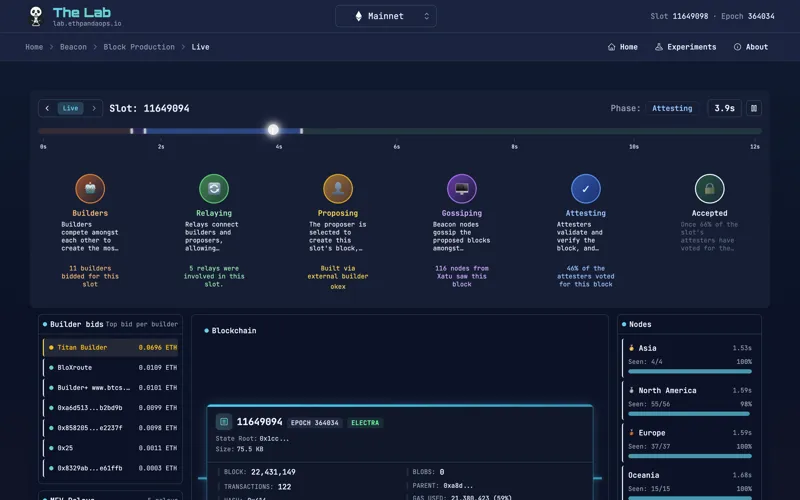 The Lab
lab.ethpandaops.io
Mainnet
Slot 11649098 · Epoch 364034
Home > Beacon > Block Production > Live
Home
Experiments
About
Live
Slot: 11649094
Phase:
Attesting
3.9s
0s
2s
4s
6s
8s
10s
12s
Builders
Builders
compete amongst
each other to
create the mos…
11 builders
bidded for this
slot
Relaying
Relays connect
builders and
proposers,
allowing…
5 relays were
involved in this
slot.
Proposing
The proposer is
selected to
create this
slot's block,…
Built via
external builder
okex
Gossiping
Beacon nodes
gossip the
proposed blocks
amongst…
116 nodes from
Xatu saw this
block
Attesting
Attesters
validate and
verify the
block, and…
46% of the
attesters voted
for this block
Accepted
Once 66% of the
slot's
attesters have
voted for the…
Builder bids Top bid per builder
Titan Builder 0.0696 ETH
BloXroute 0.0109 ETH
Builder+ www.btcs.… 0.0101 ETH
0xa6d513...b2bd9b 0.0099 ETH
0x858205...e2237f 0.0098 ETH
0x25 0.0011 ETH
0x8329ab...e61ffb 0.0003 ETH
Blockchain
11649094 EPOCH 364034 ELECTRA
State Root: 0x1cc...
Size: 75.5 KB
BLOCK: 22,431,149
BLOBS: 0
TRANSACTIONS: 122
PARENT: 0xa8d...
GAS USED: 21,380,423 (59%)
Nodes
Asia 1.53s
Seen: 4/4 100%
North America 1.59s
Seen: 55/56 98%
Europe 1.59s
Seen: 37/37 100%
Oceania 1.68s
Seen: 15/15 100%